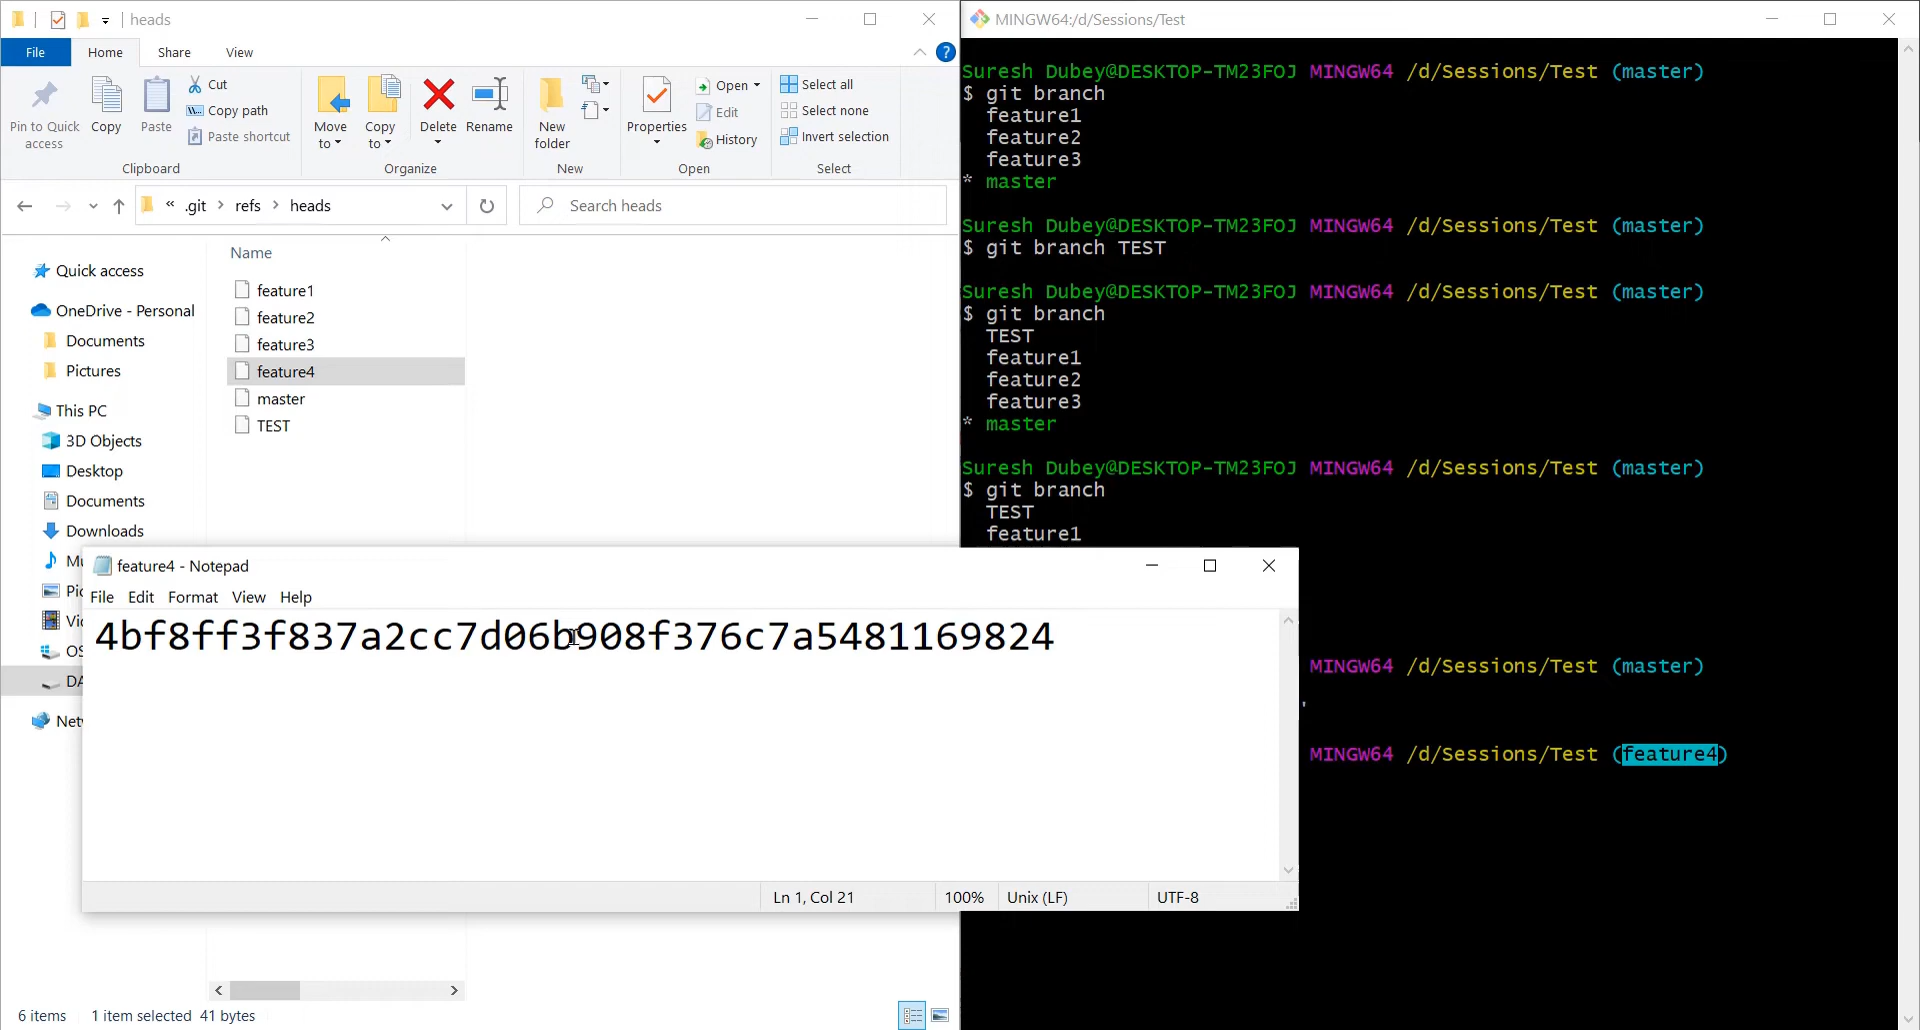 heads
File
Home
Share
View
Pin to Quick access
Copy
Paste
Cut
Copy path
Paste shortcut
Clipboard
Move to
Copy to
Delete
Rename
Organize
New folder
New
Properties
Open
Edit
History
Open
Select all
Select none
Invert selection
Select
« .git > refs > heads
Search heads
Quick access
OneDrive - Personal
Documents
Pictures
This PC
3D Objects
Desktop
Documents
Downloads
Mu
Pic
Vid
OS
DA
Net
Name
feature1
feature2
feature3
feature4
master
TEST
6 items 1 item selected 41 bytes
MINGW64:/d/Sessions/Test
Suresh Dubey@DESKTOP-TM23FOJ MINGW64 /d/Sessions/Test (master)
$ git branch
feature1
feature2
feature3
* master
Suresh Dubey@DESKTOP-TM23FOJ MINGW64 /d/Sessions/Test (master)
$ git branch TEST
Suresh Dubey@DESKTOP-TM23FOJ MINGW64 /d/Sessions/Test (master)
$ git branch
TEST
feature1
feature2
feature3
* master
Suresh Dubey@DESKTOP-TM23FOJ MINGW64 /d/Sessions/Test (master)
$ git branch
TEST
feature1
MINGW64 /d/Sessions/Test (master)
'
MINGW64 /d/Sessions/Test (feature4)
feature4 - Notepad
File Edit Format View Help
4bf8ff3f837a2cc7d06b908f376c7a5481169824
Ln 1, Col 21 100% Unix (LF) UTF-8